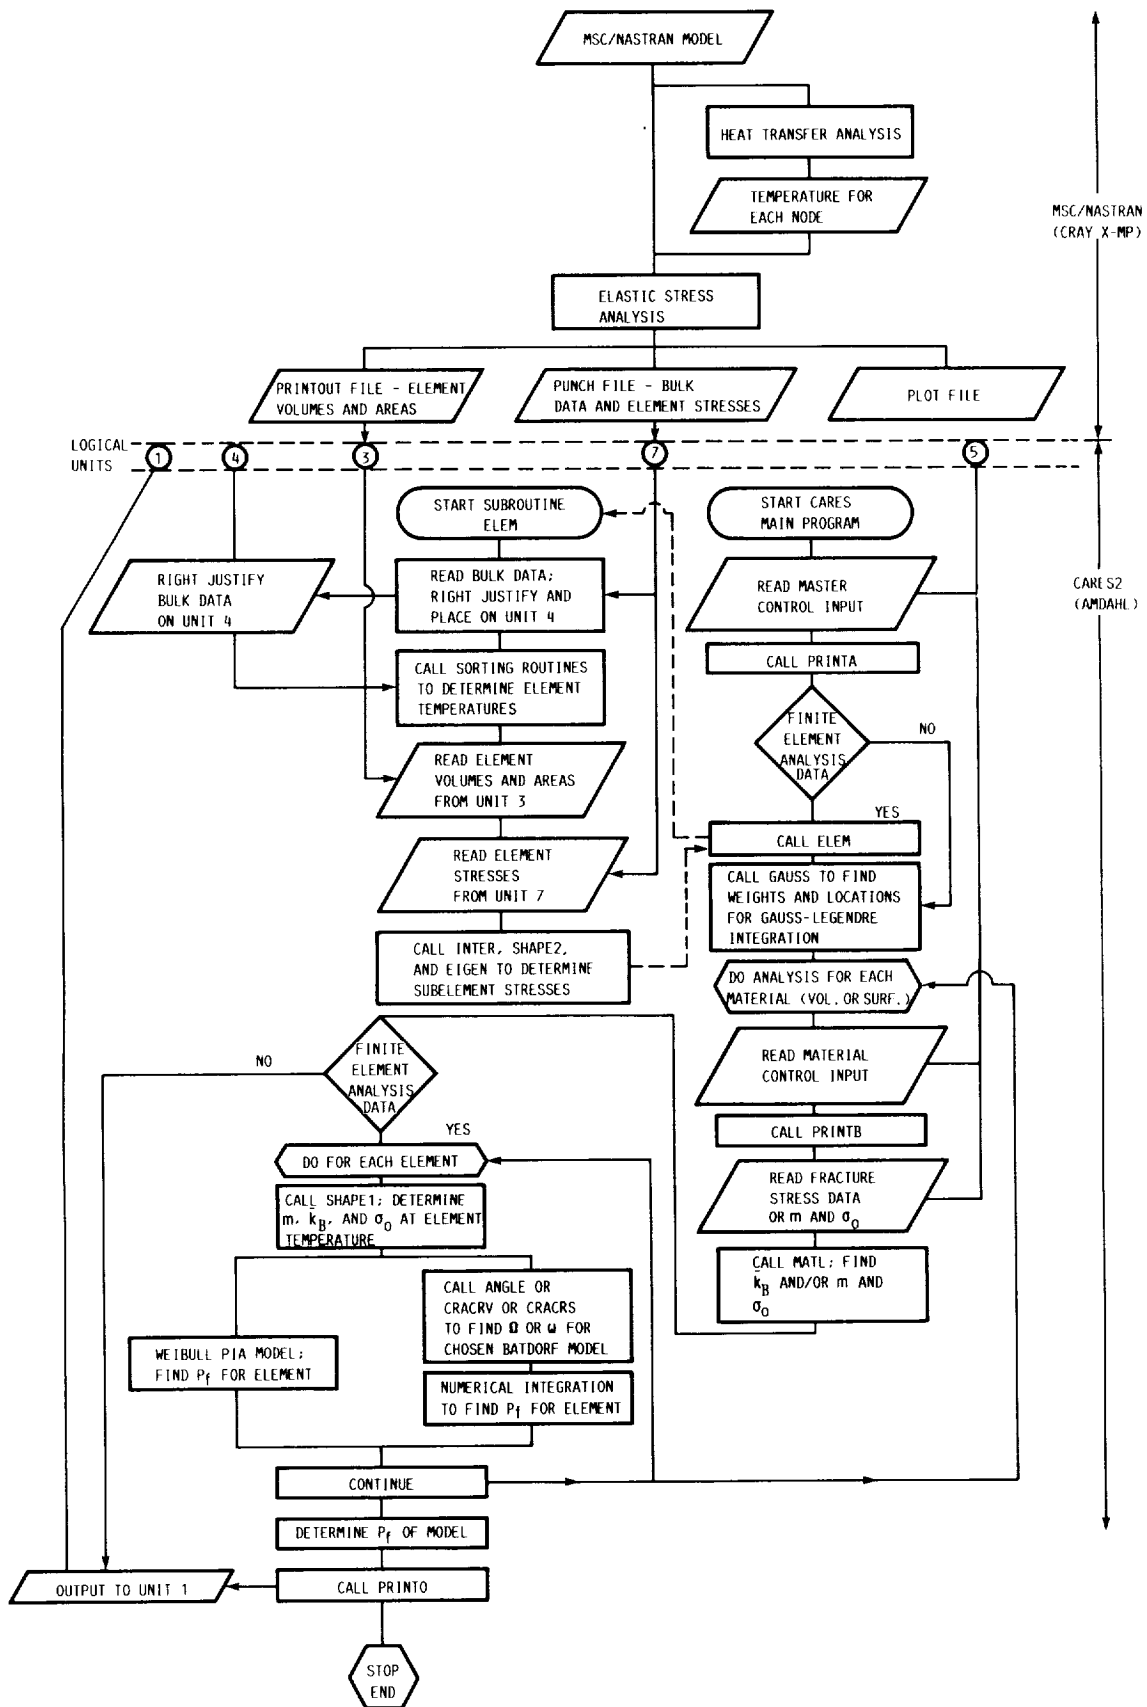 MSC/NASTRAN MODEL
HEAT TRANSFER ANALYSIS
TEMPERATURE FOR
EACH NODE
MSC/NASTRAN
(CRAY X-MP)
ELASTIC STRESS
ANALYSIS
PRINTOUT FILE - ELEMENT
VOLUMES AND AREAS
PUNCH FILE - BULK
DATA AND ELEMENT STRESSES
PLOT FILE
LOGICAL
UNITS
1
4
3
7
5
START SUBROUTINE
ELEM
START CARES
MAIN PROGRAM
RIGHT JUSTIFY
BULK DATA
ON UNIT 4
READ BULK DATA;
RIGHT JUSTIFY AND
PLACE ON UNIT 4
READ MASTER
CONTROL INPUT
CARES2
(AMDAHL)
CALL PRINTA
CALL SORTING ROUTINES
TO DETERMINE ELEMENT
TEMPERATURES
FINITE
ELEMENT
ANALYSIS
DATA
NO
YES
READ ELEMENT
VOLUMES AND AREAS
FROM UNIT 3
CALL ELEM
READ ELEMENT
STRESSES
FROM UNIT 7
CALL GAUSS TO FIND
WEIGHTS AND LOCATIONS
FOR GAUSS-LEGENDRE
INTEGRATION
CALL INTER, SHAPE2,
AND EIGEN TO DETERMINE
SUBELEMENT STRESSES
DO ANALYSIS FOR EACH
MATERIAL (VOL. OR SURF.)
NO
FINITE
ELEMENT
ANALYSIS
DATA
YES
READ MATERIAL
CONTROL INPUT
CALL PRINTB
DO FOR EACH ELEMENT
READ FRACTURE
STRESS DATA
OR m AND σ₀
CALL SHAPE1; DETERMINE
m, k̄_B, AND σ₀ AT ELEMENT
TEMPERATURE
CALL MATL; FIND
k̄_B AND/OR m AND
σ₀
CALL ANGLE OR
CRACRV OR CRACRS
TO FIND Ω OR ω FOR
CHOSEN BATDORF MODEL
WEIBULL PIA MODEL;
FIND P_f FOR ELEMENT
NUMERICAL INTEGRATION
TO FIND P_f FOR ELEMENT
CONTINUE
DETERMINE P_f OF MODEL
OUTPUT TO UNIT 1
CALL PRINTO
STOP
END